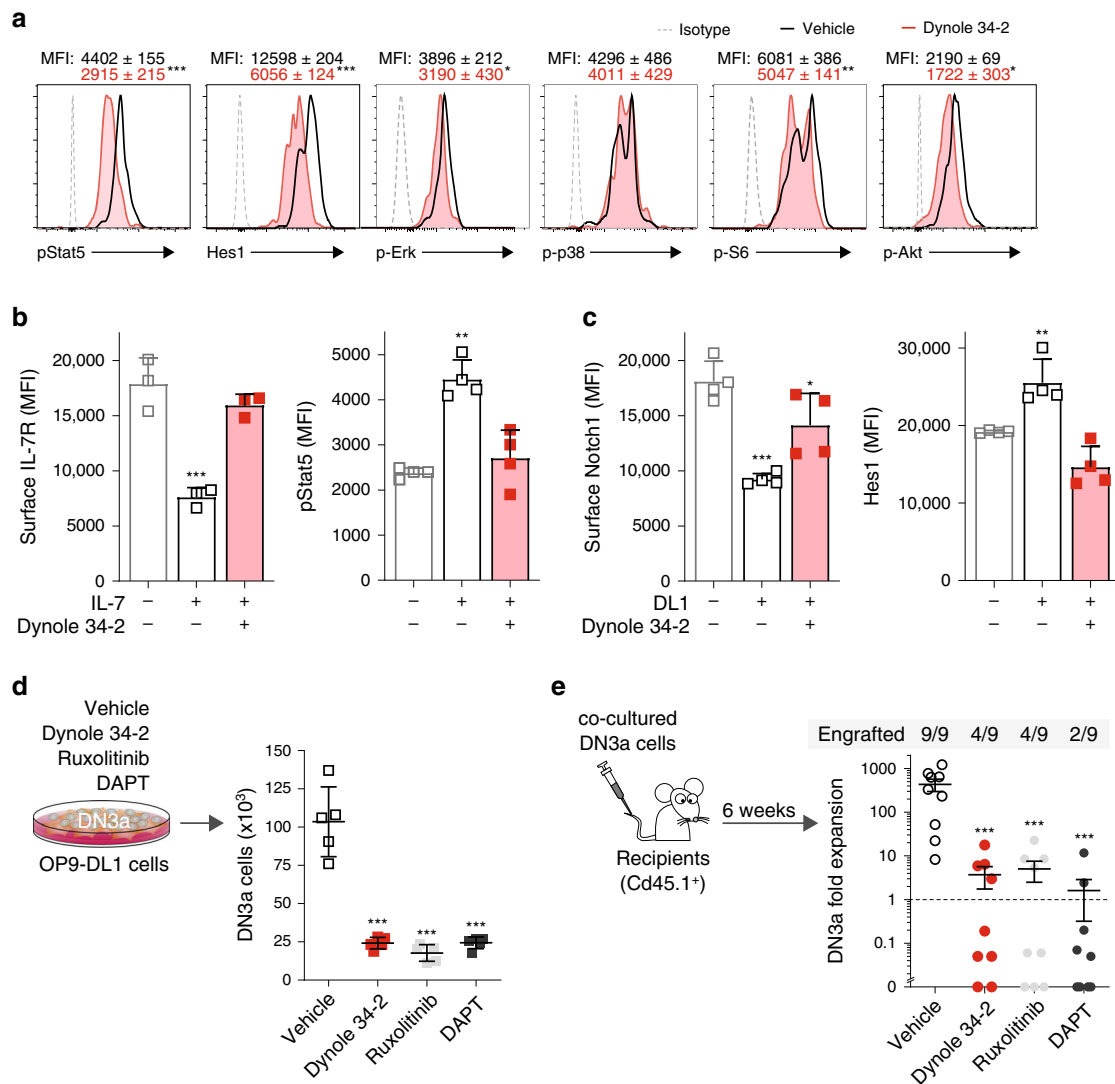 a
Isotype Vehicle Dynole 34-2
MFI: 4402 ± 155 MFI: 12598 ± 204 MFI: 3896 ± 212 MFI: 4296 ± 486 MFI: 6081 ± 386 MFI: 2190 ± 69
2915 ± 215*** 6056 ± 124*** 3190 ± 430* 4011 ± 429 5047 ± 141** 1722 ± 303*
pStat5 Hes1 p-Erk p-p38 p-S6 p-Akt
b
Surface IL-7R (MFI)
20,000
15,000
10,000
5000
0
***
pStat5 (MFI)
5000
4000
3000
2000
1000
0
**
IL-7 − + + − + +
Dynole 34-2 − − + − − +
c
Surface Notch1 (MFI)
20,000
15,000
10,000
5000
0
***
*
Hes1 (MFI)
30,000
20,000
10,000
0
**
DL1 − + + − + +
Dynole 34-2 − − + − − +
d
Vehicle
Dynole 34-2
Ruxolitinib
DAPT
DN3a
OP9-DL1 cells
DN3a cells (x10³)
150
125
100
75
50
25
0
*** *** ***
Vehicle Dynole 34-2 Ruxolitinib DAPT
e
co-cultured
DN3a cells
6 weeks
Recipients
(Cd45.1⁺)
Engrafted 9/9 4/9 4/9 2/9
DN3a fold expansion
1000
100
10
1
0.1
0
*** *** ***
Vehicle Dynole 34-2 Ruxolitinib DAPT